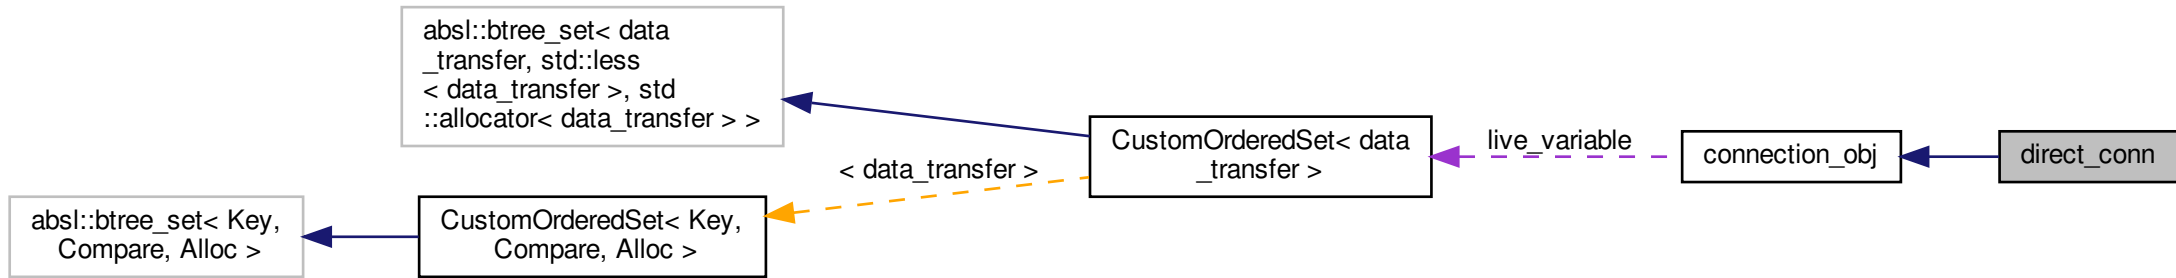 absl::btree_set< data
_transfer, std::less
< data_transfer >, std
::allocator< data_transfer > >
CustomOrderedSet< data
_transfer >
live_variable
connection_obj
direct_conn
< data_transfer >
absl::btree_set< Key,
Compare, Alloc >
CustomOrderedSet< Key,
Compare, Alloc >